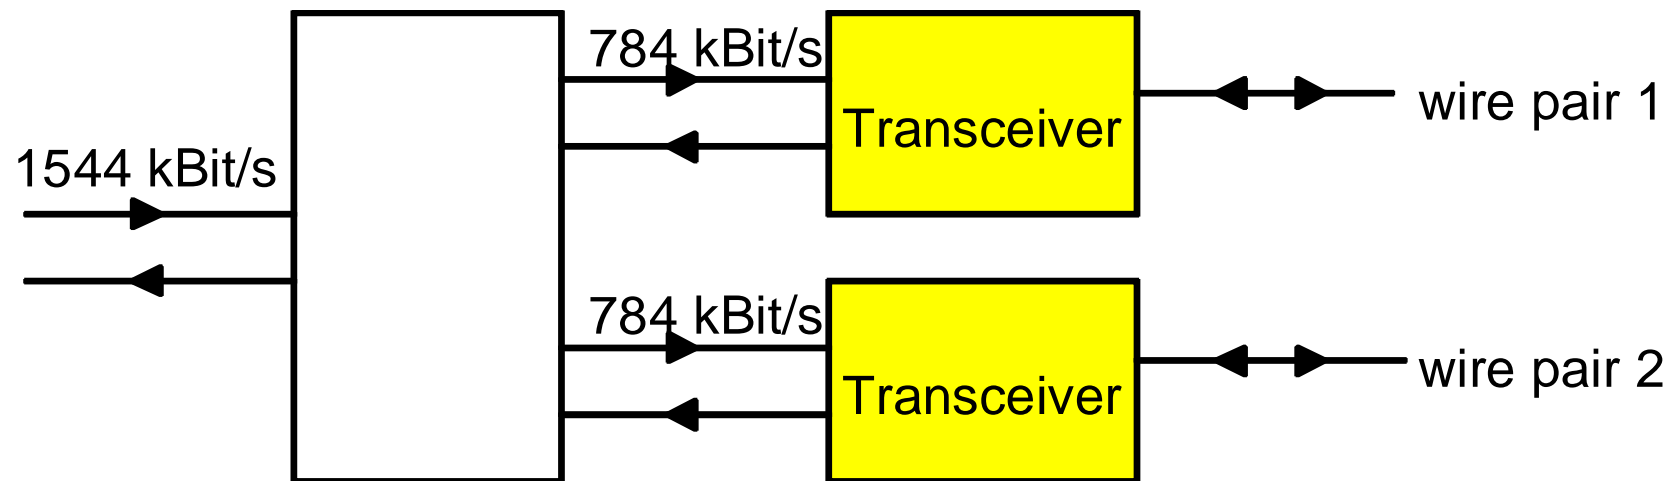 784 kBit/s
wire pair 1
Transceiver
1544 kBit/s
784 kBit/s
wire pair 2
Transceiver